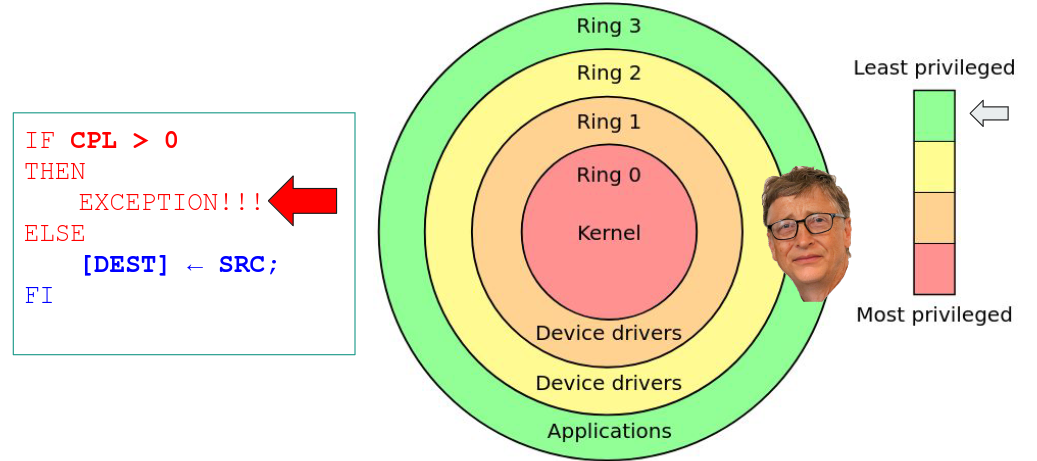 IF CPL > 0
THEN
EXCEPTION!!!
ELSE
[DEST] ← SRC;
FI
Ring 3
Ring 2
Ring 1
Ring 0
Kernel
Device drivers
Device drivers
Applications
Least privileged
Most privileged